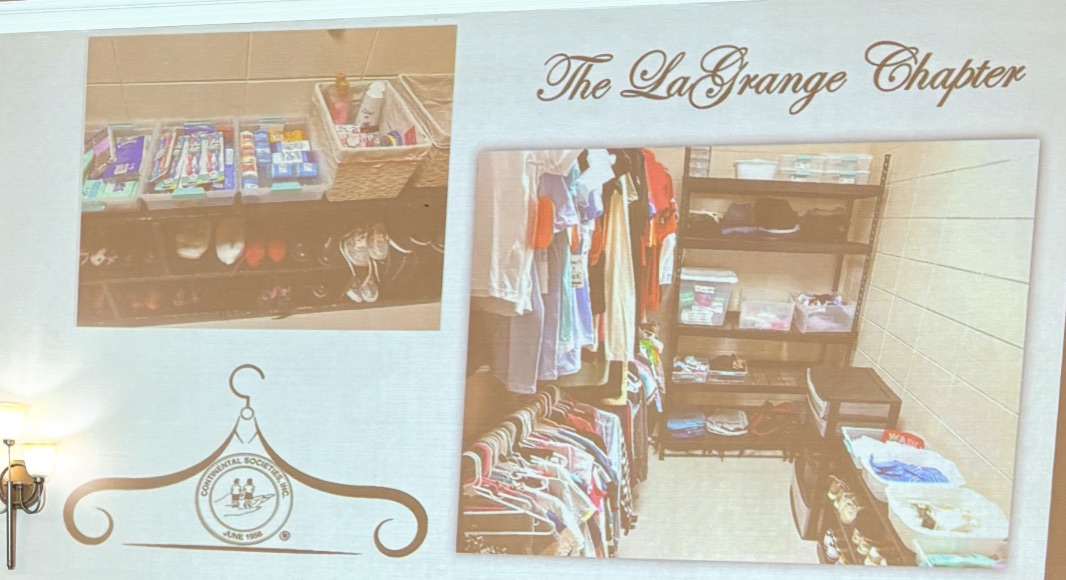 The LaGrange Chapter
CONTINENTAL SOCIETIES, INC.
JUNE 1956
®